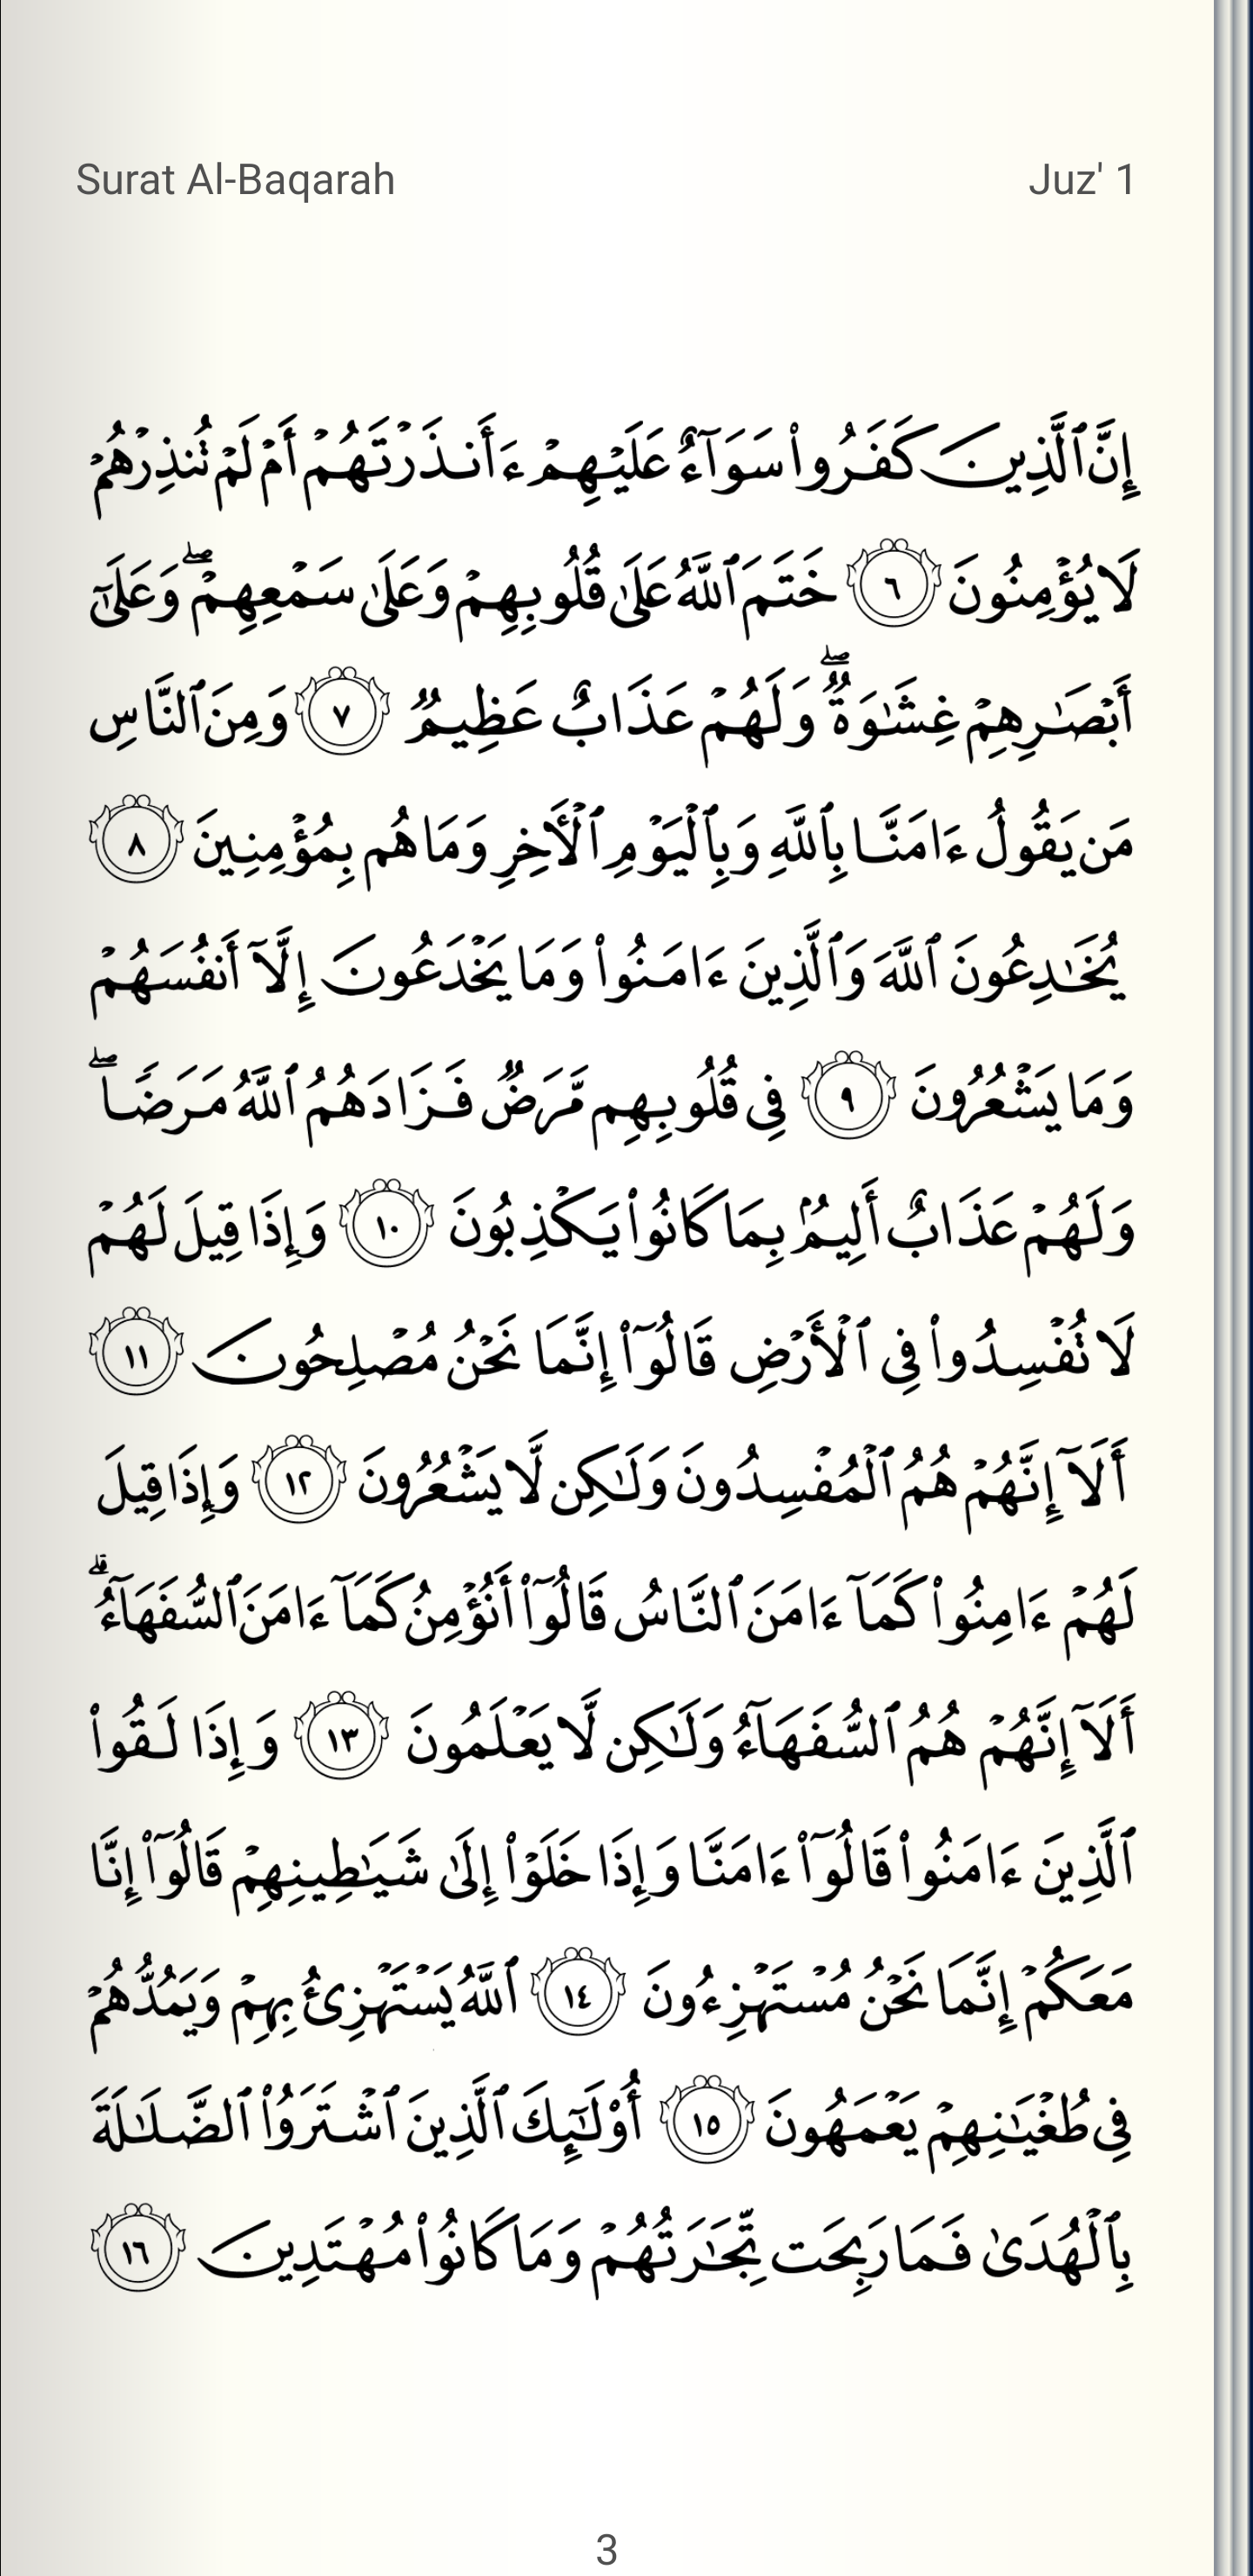 Surat Al-Baqarah
Juz' 1
إِنَّ ٱلَّذِينَ كَفَرُوا۟ سَوَآءٌ عَلَيْهِمْ ءَأَنذَرْتَهُمْ أَمْ لَمْ تُنذِرْهُمْ
لَا يُؤْمِنُونَ ٦ خَتَمَ ٱللَّهُ عَلَىٰ قُلُوبِهِمْ وَعَلَىٰ سَمْعِهِمْ ۖ وَعَلَىٰٓ
أَبْصَـٰرِهِمْ غِشَـٰوَةٌ ۖ وَلَهُمْ عَذَابٌ عَظِيمٌ ٧ وَمِنَ ٱلنَّاسِ
مَن يَقُولُ ءَامَنَّا بِٱللَّهِ وَبِٱلْيَوْمِ ٱلْـَٔاخِرِ وَمَا هُم بِمُؤْمِنِينَ ٨
يُخَـٰدِعُونَ ٱللَّهَ وَٱلَّذِينَ ءَامَنُوا۟ وَمَا يَخْدَعُونَ إِلَّآ أَنفُسَهُمْ
وَمَا يَشْعُرُونَ ٩ فِى قُلُوبِهِم مَّرَضٌ فَزَادَهُمُ ٱللَّهُ مَرَضًا ۖ
وَلَهُمْ عَذَابٌ أَلِيمٌۢ بِمَا كَانُوا۟ يَكْذِبُونَ ١٠ وَإِذَا قِيلَ لَهُمْ
لَا تُفْسِدُوا۟ فِى ٱلْأَرْضِ قَالُوٓا۟ إِنَّمَا نَحْنُ مُصْلِحُونَ ١١
أَلَآ إِنَّهُمْ هُمُ ٱلْمُفْسِدُونَ وَلَـٰكِن لَّا يَشْعُرُونَ ١٢ وَإِذَا قِيلَ
لَهُمْ ءَامِنُوا۟ كَمَآ ءَامَنَ ٱلنَّاسُ قَالُوٓا۟ أَنُؤْمِنُ كَمَآ ءَامَنَ ٱلسُّفَهَآءُ ۗ
أَلَآ إِنَّهُمْ هُمُ ٱلسُّفَهَآءُ وَلَـٰكِن لَّا يَعْلَمُونَ ١٣ وَإِذَا لَقُوا۟
ٱلَّذِينَ ءَامَنُوا۟ قَالُوٓا۟ ءَامَنَّا وَإِذَا خَلَوْا۟ إِلَىٰ شَيَـٰطِينِهِمْ قَالُوٓا۟ إِنَّا
مَعَكُمْ إِنَّمَا نَحْنُ مُسْتَهْزِءُونَ ١٤ ٱللَّهُ يَسْتَهْزِئُ بِهِمْ وَيَمُدُّهُمْ
فِى طُغْيَـٰنِهِمْ يَعْمَهُونَ ١٥ أُو۟لَـٰٓئِكَ ٱلَّذِينَ ٱشْتَرَوُا۟ ٱلضَّلَـٰلَةَ
بِٱلْهُدَىٰ فَمَا رَبِحَت تِّجَـٰرَتُهُمْ وَمَا كَانُوا۟ مُهْتَدِينَ ١٦
3